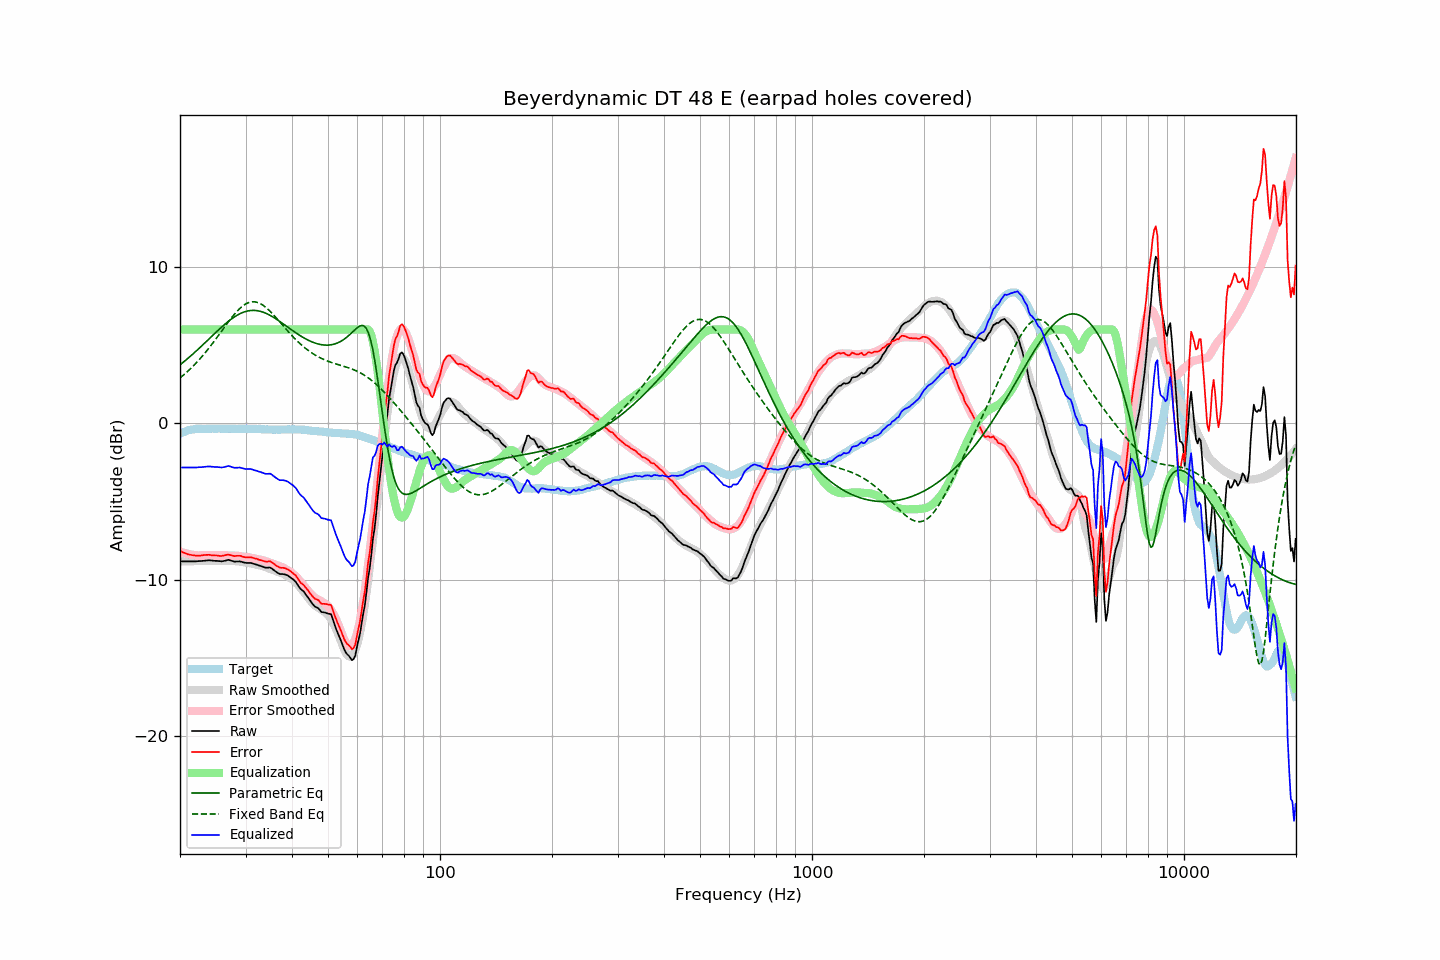 Beyerdynamic DT 48 E (earpad holes covered)
Amplitude (dBr)
10
0
−10
−20
Target
Raw Smoothed
Error Smoothed
Raw
Error
Equalization
Parametric Eq
Fixed Band Eq
Equalized
100
1000
10000
Frequency (Hz)